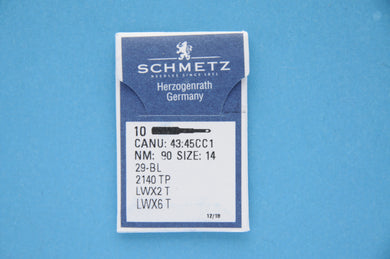 SCHMETZ
NEEDLES SINCE 1851
Herzogenrath
Germany
10
CANU: 43:45CC1
NM: 90 SIZE: 14
29-BL
2140 TP
LWX2 T
LWX6 T
12/19